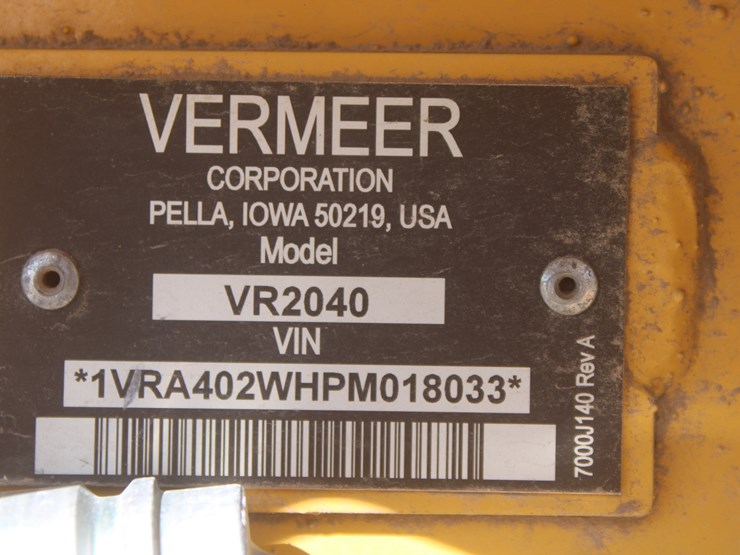 VERMEER
CORPORATION
PELLA, IOWA 50219, USA
Model
VR2040
VIN
*1VRA402WHPM018033*
7000J140 Rev A